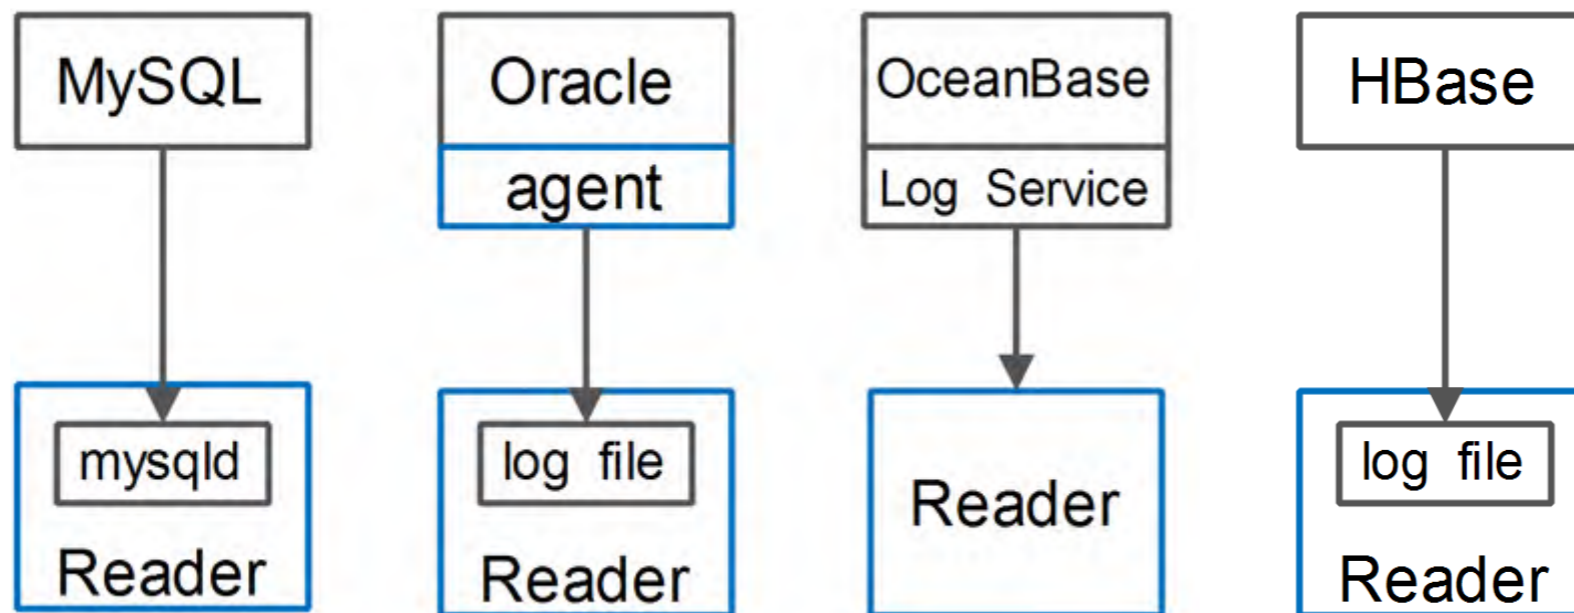 MySQL
Oracle
OceanBase
HBase
agent
Log Service
mysqld
log file
log file
Reader
Reader
Reader
Reader